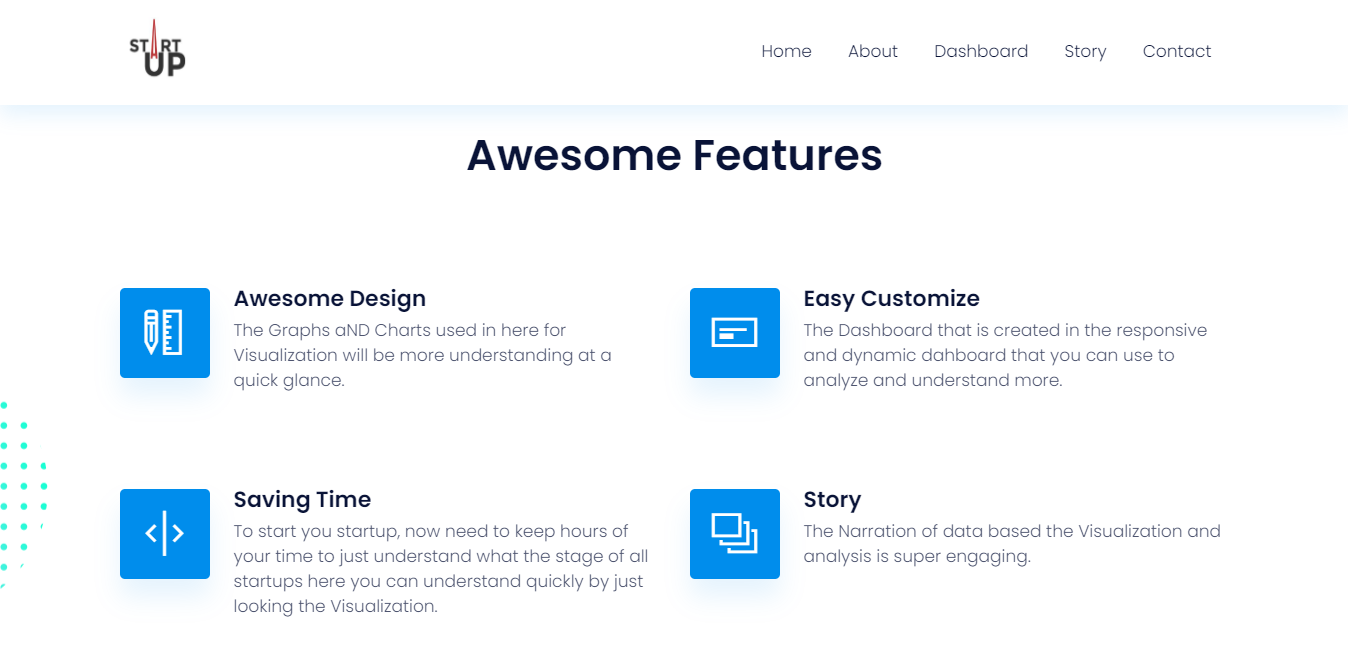 START
UP
Home About Dashboard Story Contact
Awesome Features
Awesome Design
The Graphs aND Charts used in here for
Visualization will be more understanding at a
quick glance.
Easy Customize
The Dashboard that is created in the responsive
and dynamic dahboard that you can use to
analyze and understand more.
Saving Time
To start you startup, now need to keep hours of
your time to just understand what the stage of all
startups here you can understand quickly by just
looking the Visualization.
Story
The Narration of data based the Visualization and
analysis is super engaging.